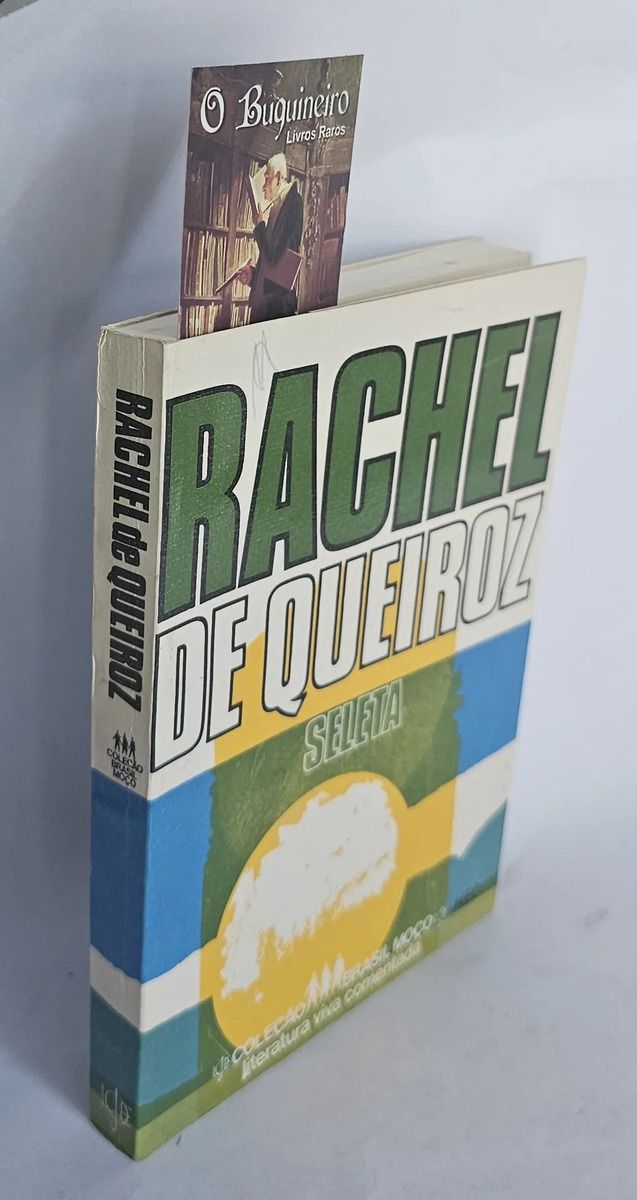 O Buquineiro
Livros Raros
RACHEL
DE QUEIROZ
SELETA
COLEÇÃO BRASIL MOÇO-3
literatura viva comentada
RACHEL de QUEIROZ
COLEÇÃO
BRASIL
MOÇO